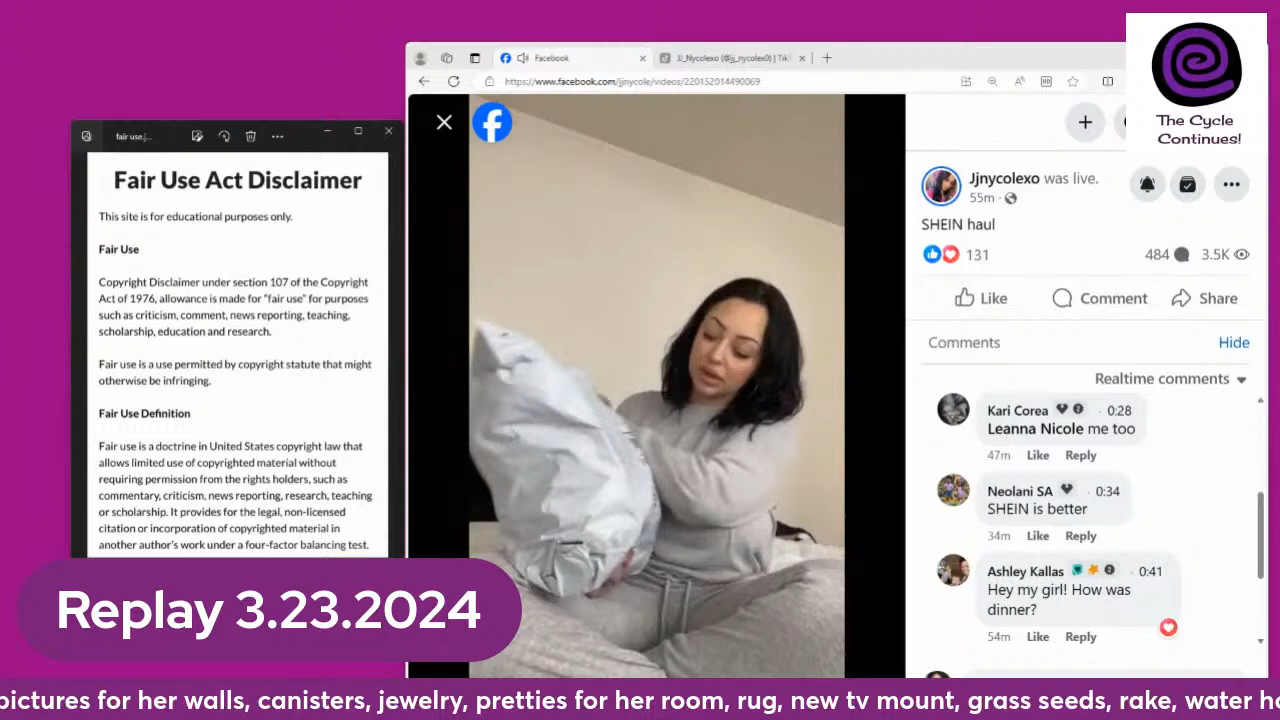 Facebook
JJ_Nycolexo (@jj_nycolex0) | Tik
https://www.facebook.com/jjnycole/videos/220152014490069
The Cycle
Continues!
fair use.j...
Fair Use Act Disclaimer
This site is for educational purposes only.
Fair Use
Copyright Disclaimer under section 107 of the Copyright
Act of 1976, allowance is made for "fair use" for purposes
such as criticism, comment, news reporting, teaching,
scholarship, education and research.
Fair use is a use permitted by copyright statute that might
otherwise be infringing.
Fair Use Definition
Fair use is a doctrine in United States copyright law that
allows limited use of copyrighted material without
requiring permission from the rights holders, such as
commentary, criticism, news reporting, research, teaching
or scholarship. It provides for the legal, non-licensed
citation or incorporation of copyrighted material in
another author's work under a four-factor balancing test.
Jjnycolexo was live.
55m
SHEIN haul
131
484
3.5K
Like
Comment
Share
Comments
Hide
Realtime comments
Kari Corea · 0:28
Leanna Nicole me too
47m Like Reply
Neolani SA · 0:34
SHEIN is better
34m Like Reply
Ashley Kallas · 0:41
Hey my girl! How was
dinner?
54m Like Reply
Replay 3.23.2024
pictures for her walls, canisters, jewelry, pretties for her room, rug, new tv mount, grass seeds, rake, water